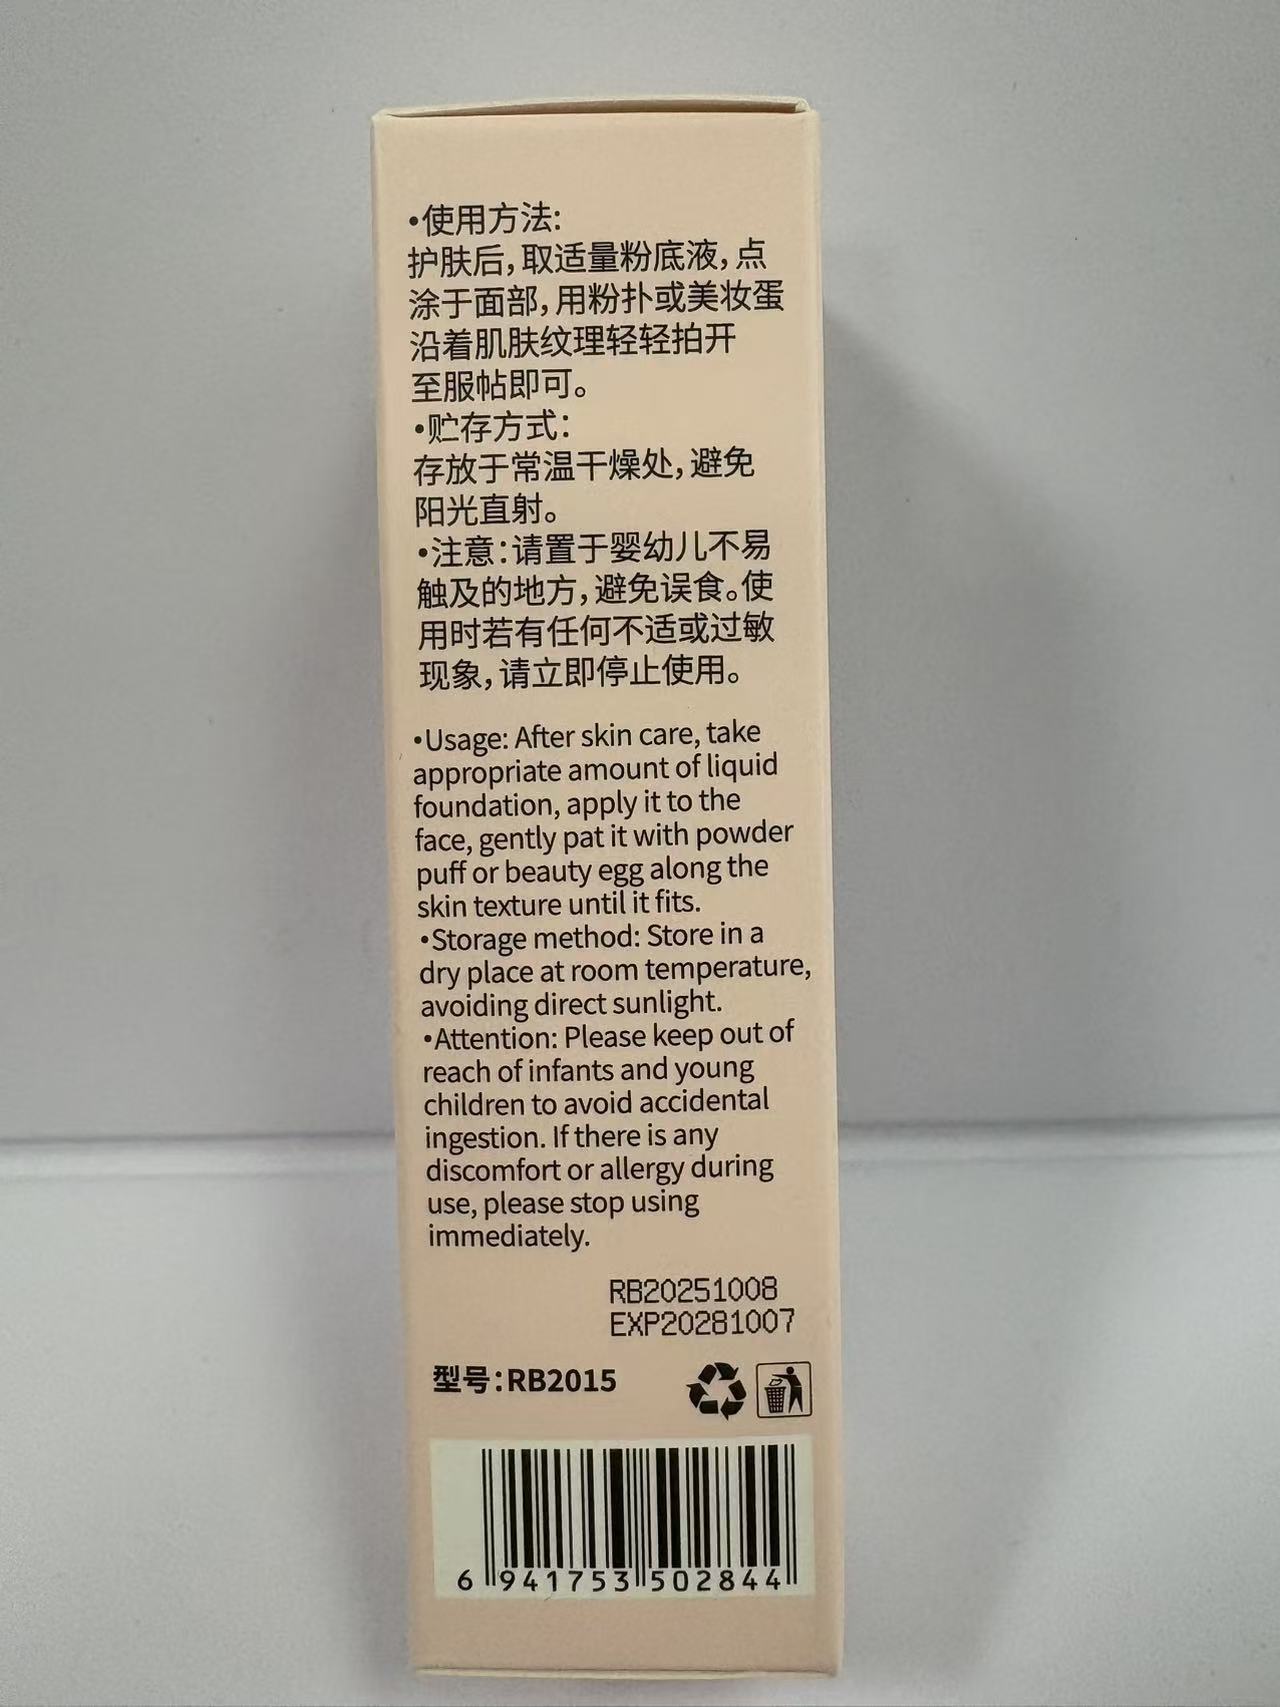 •使用方法:
护肤后,取适量粉底液,点
涂于面部,用粉扑或美妆蛋
沿着肌肤纹理轻轻拍开
至服帖即可。
•贮存方式:
存放于常温干燥处,避免
阳光直射。
•注意:请置于婴幼儿不易
触及的地方,避免误食。使
用时若有任何不适或过敏
现象,请立即停止使用。
•Usage: After skin care, take
appropriate amount of liquid
foundation, apply it to the
face, gently pat it with powder
puff or beauty egg along the
skin texture until it fits.
•Storage method: Store in a
dry place at room temperature,
avoiding direct sunlight.
•Attention: Please keep out of
reach of infants and young
children to avoid accidental
ingestion. If there is any
discomfort or allergy during
use, please stop using
immediately.
RB20251008
EXP20281007
型号:RB2015
6 941753 502844